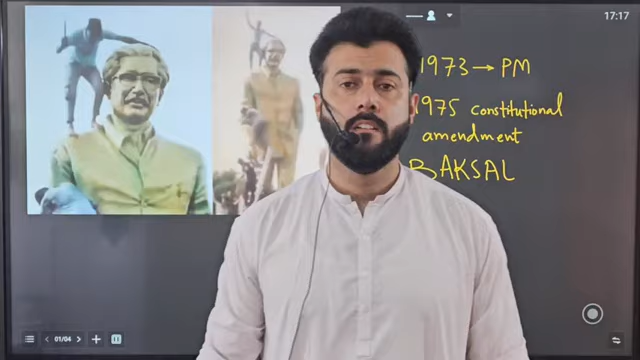 17:17
1973 → PM
1975 constitutional
amendment
BAKSAL
01/04